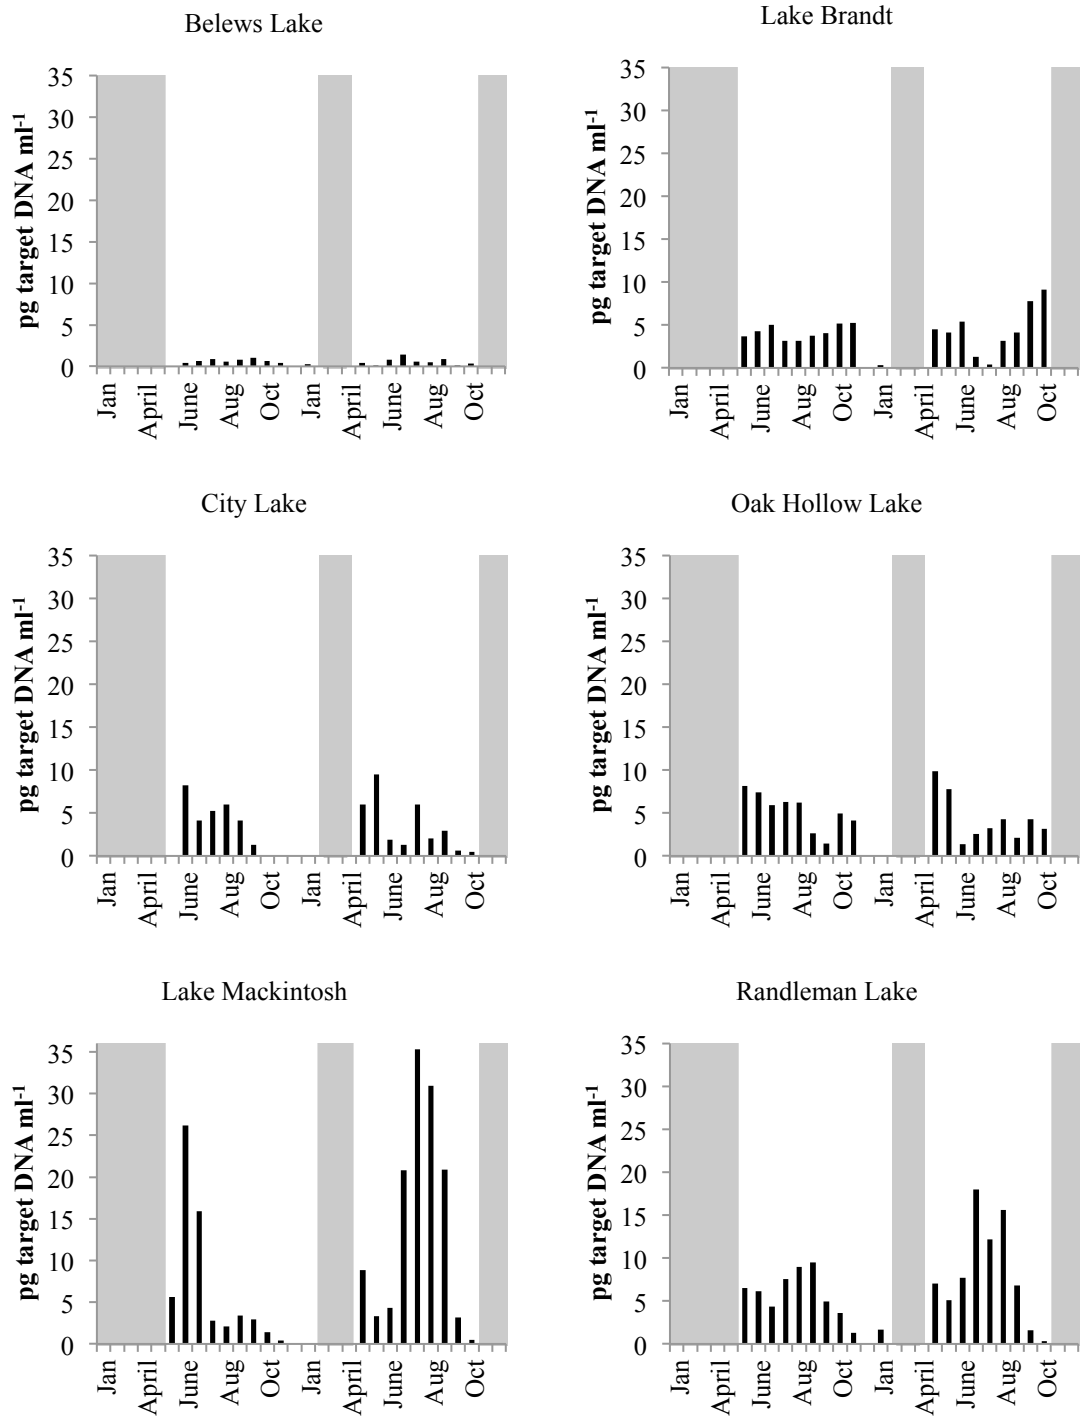 Belews Lake
pg target DNA ml-1
35
30
25
20
15
10
5
0
Jan
April
June
Aug
Oct
Jan
April
June
Aug
Oct
Lake Brandt
pg target DNA ml-1
35
30
25
20
15
10
5
0
Jan
April
June
Aug
Oct
Jan
April
June
Aug
Oct
City Lake
pg target DNA ml-1
35
30
25
20
15
10
5
0
Jan
April
June
Aug
Oct
Jan
April
June
Aug
Oct
Oak Hollow Lake
pg target DNA ml-1
35
30
25
20
15
10
5
0
Jan
April
June
Aug
Oct
Jan
April
June
Aug
Oct
Lake Mackintosh
pg target DNA ml-1
35
30
25
20
15
10
5
0
Jan
April
June
Aug
Oct
Jan
April
June
Aug
Oct
Randleman Lake
pg target DNA ml-1
35
30
25
20
15
10
5
0
Jan
April
June
Aug
Oct
Jan
April
June
Aug
Oct